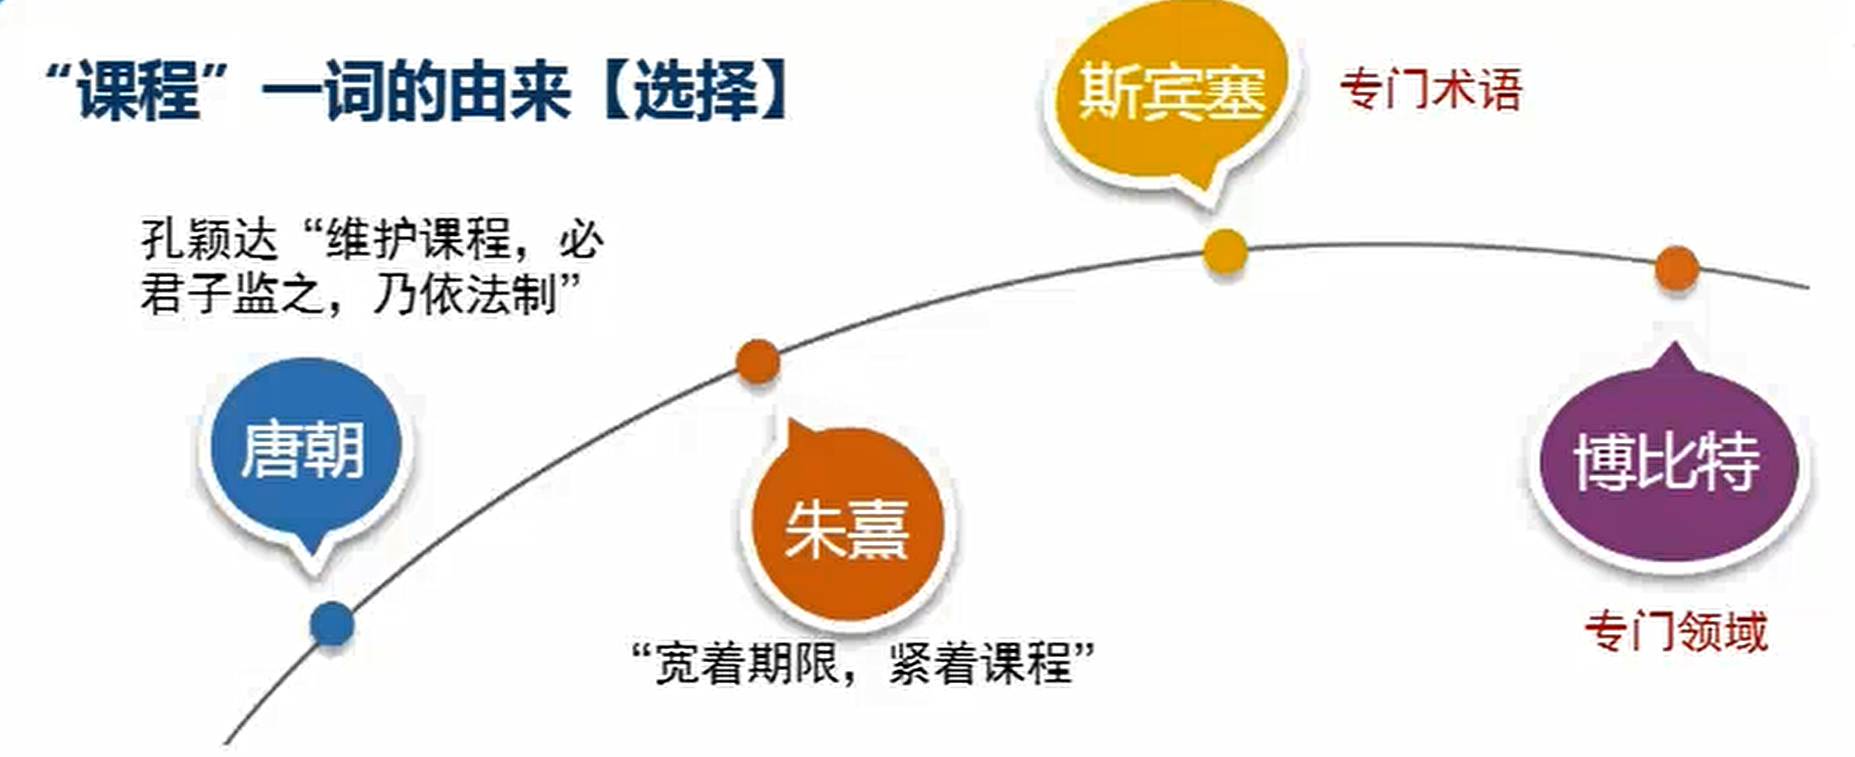 “课程”一词的由来【选择】
斯宾塞
专门术语
孔颖达“维护课程，必
君子监之，乃依法制”
唐朝
朱熹
“宽着期限，紧着课程”
博比特
专门领域